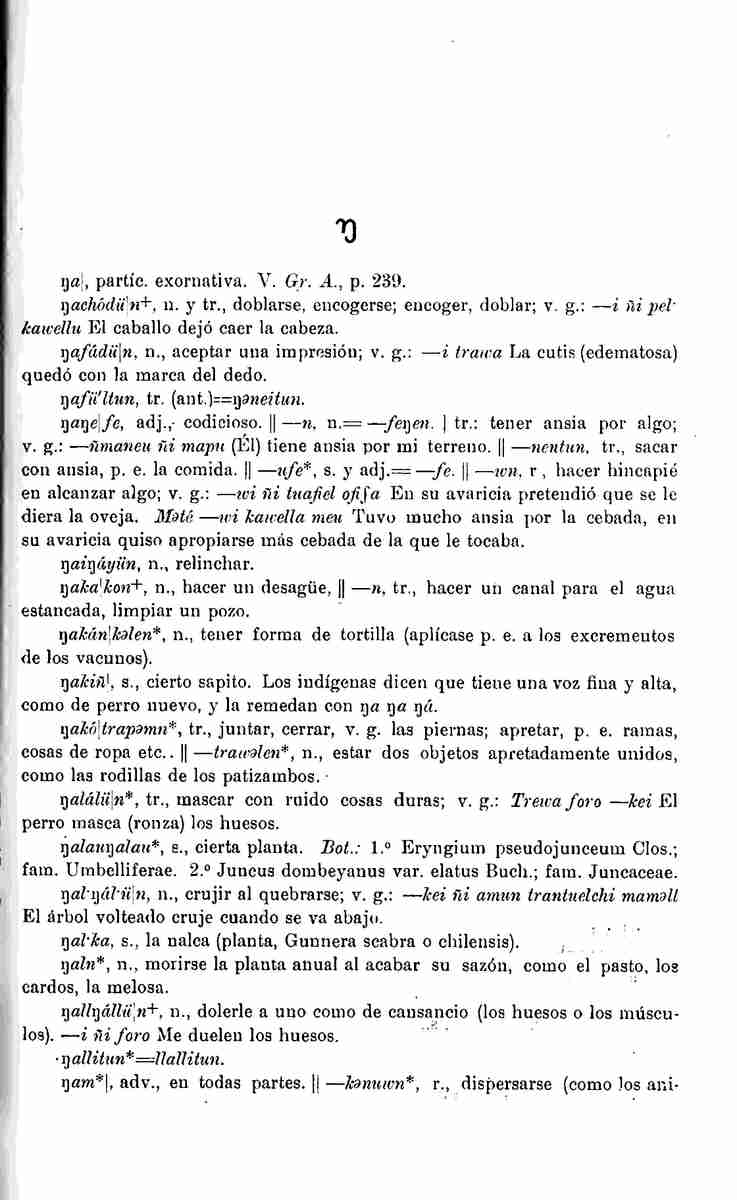 Ŋ
ŋa|, partíc. exornativa. V. Gr. A., p. 239.
ŋachódü|n+, n. y tr., doblarse, encogerse; encoger, doblar; v. g.: —i ñi pel·
kawellu El caballo dejó caer la cabeza.
ŋafádü|n, n., aceptar una impresión; v. g.: —i trawa La cutis (edematosa)
quedó con la marca del dedo.
ŋafü'ltun, tr. (ant.)==ŋəneitun.
ŋaŋe|fe, adj., codicioso. || —n, n.= —feŋen. | tr.: tener ansia por algo;
v. g.: —ñmaneu ñi mapu (Él) tiene ansia por mi terreno. || —nentun, tr., sacar
con ansia, p. e. la comida. || —ufe*, s. y adj.= —fe. || —wn, r, hacer hincapié
en alcanzar algo; v. g.: —wi ñi tuafiel ofisa En su avaricia pretendió que se le
diera la oveja. Məté —wi kawella meu Tuvo mucho ansia por la cebada, en
su avaricia quiso apropiarse más cebada de la que le tocaba.
ŋaiŋáyün, n., relinchar.
ŋaka|kon+, n., hacer un desagüe, || —n, tr., hacer un canal para el agua
estancada, limpiar un pozo.
ŋakán|kəlen*, n., tener forma de tortilla (aplícase p. e. a los excrementos
de los vacunos).
ŋakiñ|, s., cierto sapito. Los indígenas dicen que tiene una voz fina y alta,
como de perro nuevo, y la remedan con ŋa ŋa ŋá.
ŋakó|trapəmn*, tr., juntar, cerrar, v. g. las piernas; apretar, p. e. ramas,
cosas de ropa etc.. || —trawəlen*, n., estar dos objetos apretadamente unidos,
como las rodillas de los patizambos.
ŋalálü|n*, tr., mascar con ruido cosas duras; v. g.: Trewa foro —kei El
perro masca (ronza) los huesos.
ŋalauŋalau*, s., cierta planta. Bot.: 1.º Eryngium pseudojunceum Clos.;
fam. Umbelliferae. 2.º Juncus dombeyanus var. elatus Buch.; fam. Juncaceae.
ŋal·ŋál·ü|n, n., crujir al quebrarse; v. g.: —kei ñi amun trantuelchi maməll
El árbol volteado cruje cuando se va abajo.
ŋal·ka, s., la nalca (planta, Gunnera scabra o chilensis).
ŋaln*, n., morirse la planta anual al acabar su sazón, como el pasto, los
cardos, la melosa.
ŋallŋállü|n+, n., dolerle a uno como de cansancio (los huesos o los múscu-
los). —i ñi foro Me duelen los huesos.
ŋallitun*=llallitun.
ŋam*|, adv., en todas partes. || —kənuwn*, r., dispersarse (como los ani-